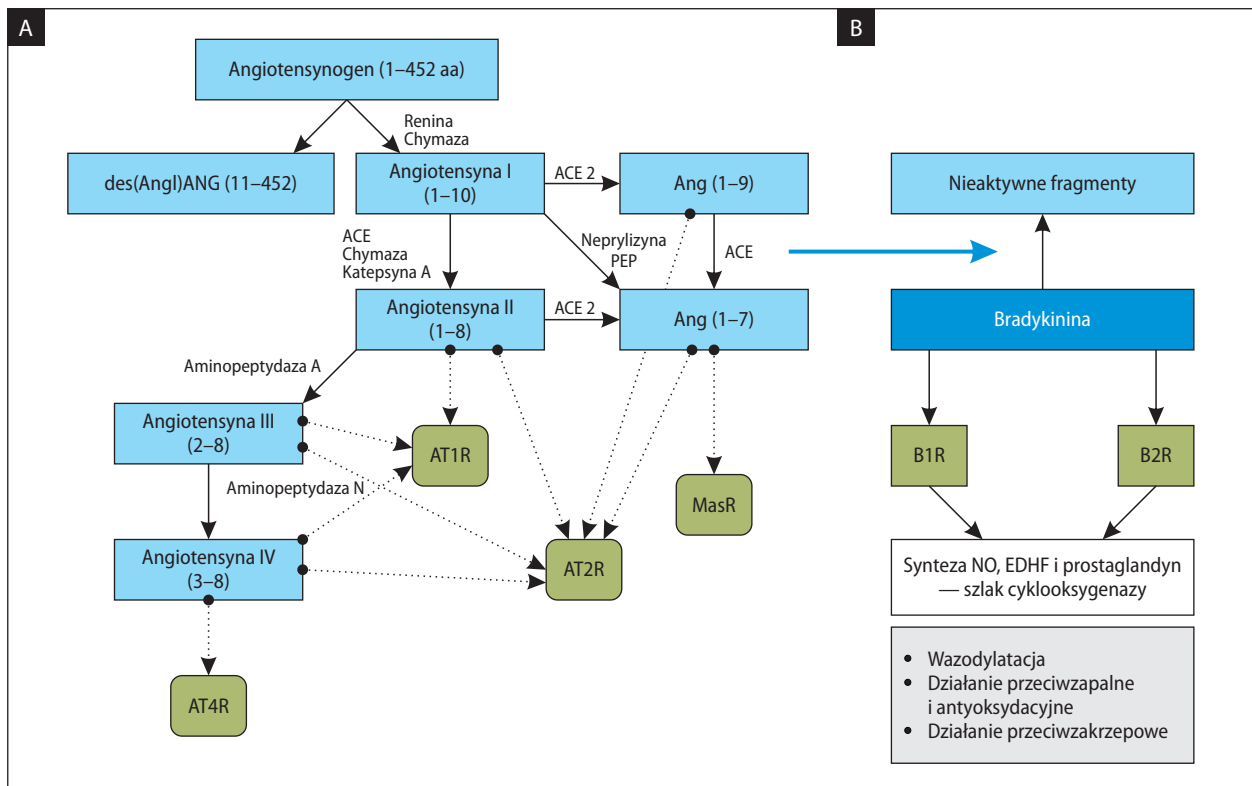 A
Angiotensynogen (1–452 aa)
Renina
Chymaza
des(Angl)ANG (11–452)
Angiotensyna I
(1–10)
ACE 2
Ang (1–9)
ACE
Chymaza
Katepsyna A
Neprylizyna
PEP
ACE
Angiotensyna II
(1–8)
ACE 2
Ang (1–7)
Aminopeptydaza A
Angiotensyna III
(2–8)
AT1R
Aminopeptydaza N
MasR
Angiotensyna IV
(3–8)
AT2R
AT4R
B
Nieaktywne fragmenty
Bradykinina
B1R
B2R
Synteza NO, EDHF i prostaglandyn
— szlak cyklooksygenazy
• Wazodylatacja
• Działanie przeciwzapalne
i antyoksydacyjne
• Działanie przeciwzakrzepowe